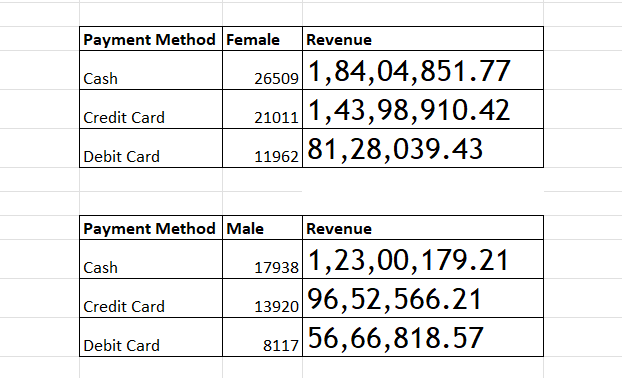 Payment Method Female Revenue
Cash 26509 1,84,04,851.77
Credit Card 21011 1,43,98,910.42
Debit Card 11962 81,28,039.43
Payment Method Male Revenue
Cash 17938 1,23,00,179.21
Credit Card 13920 96,52,566.21
Debit Card 8117 56,66,818.57